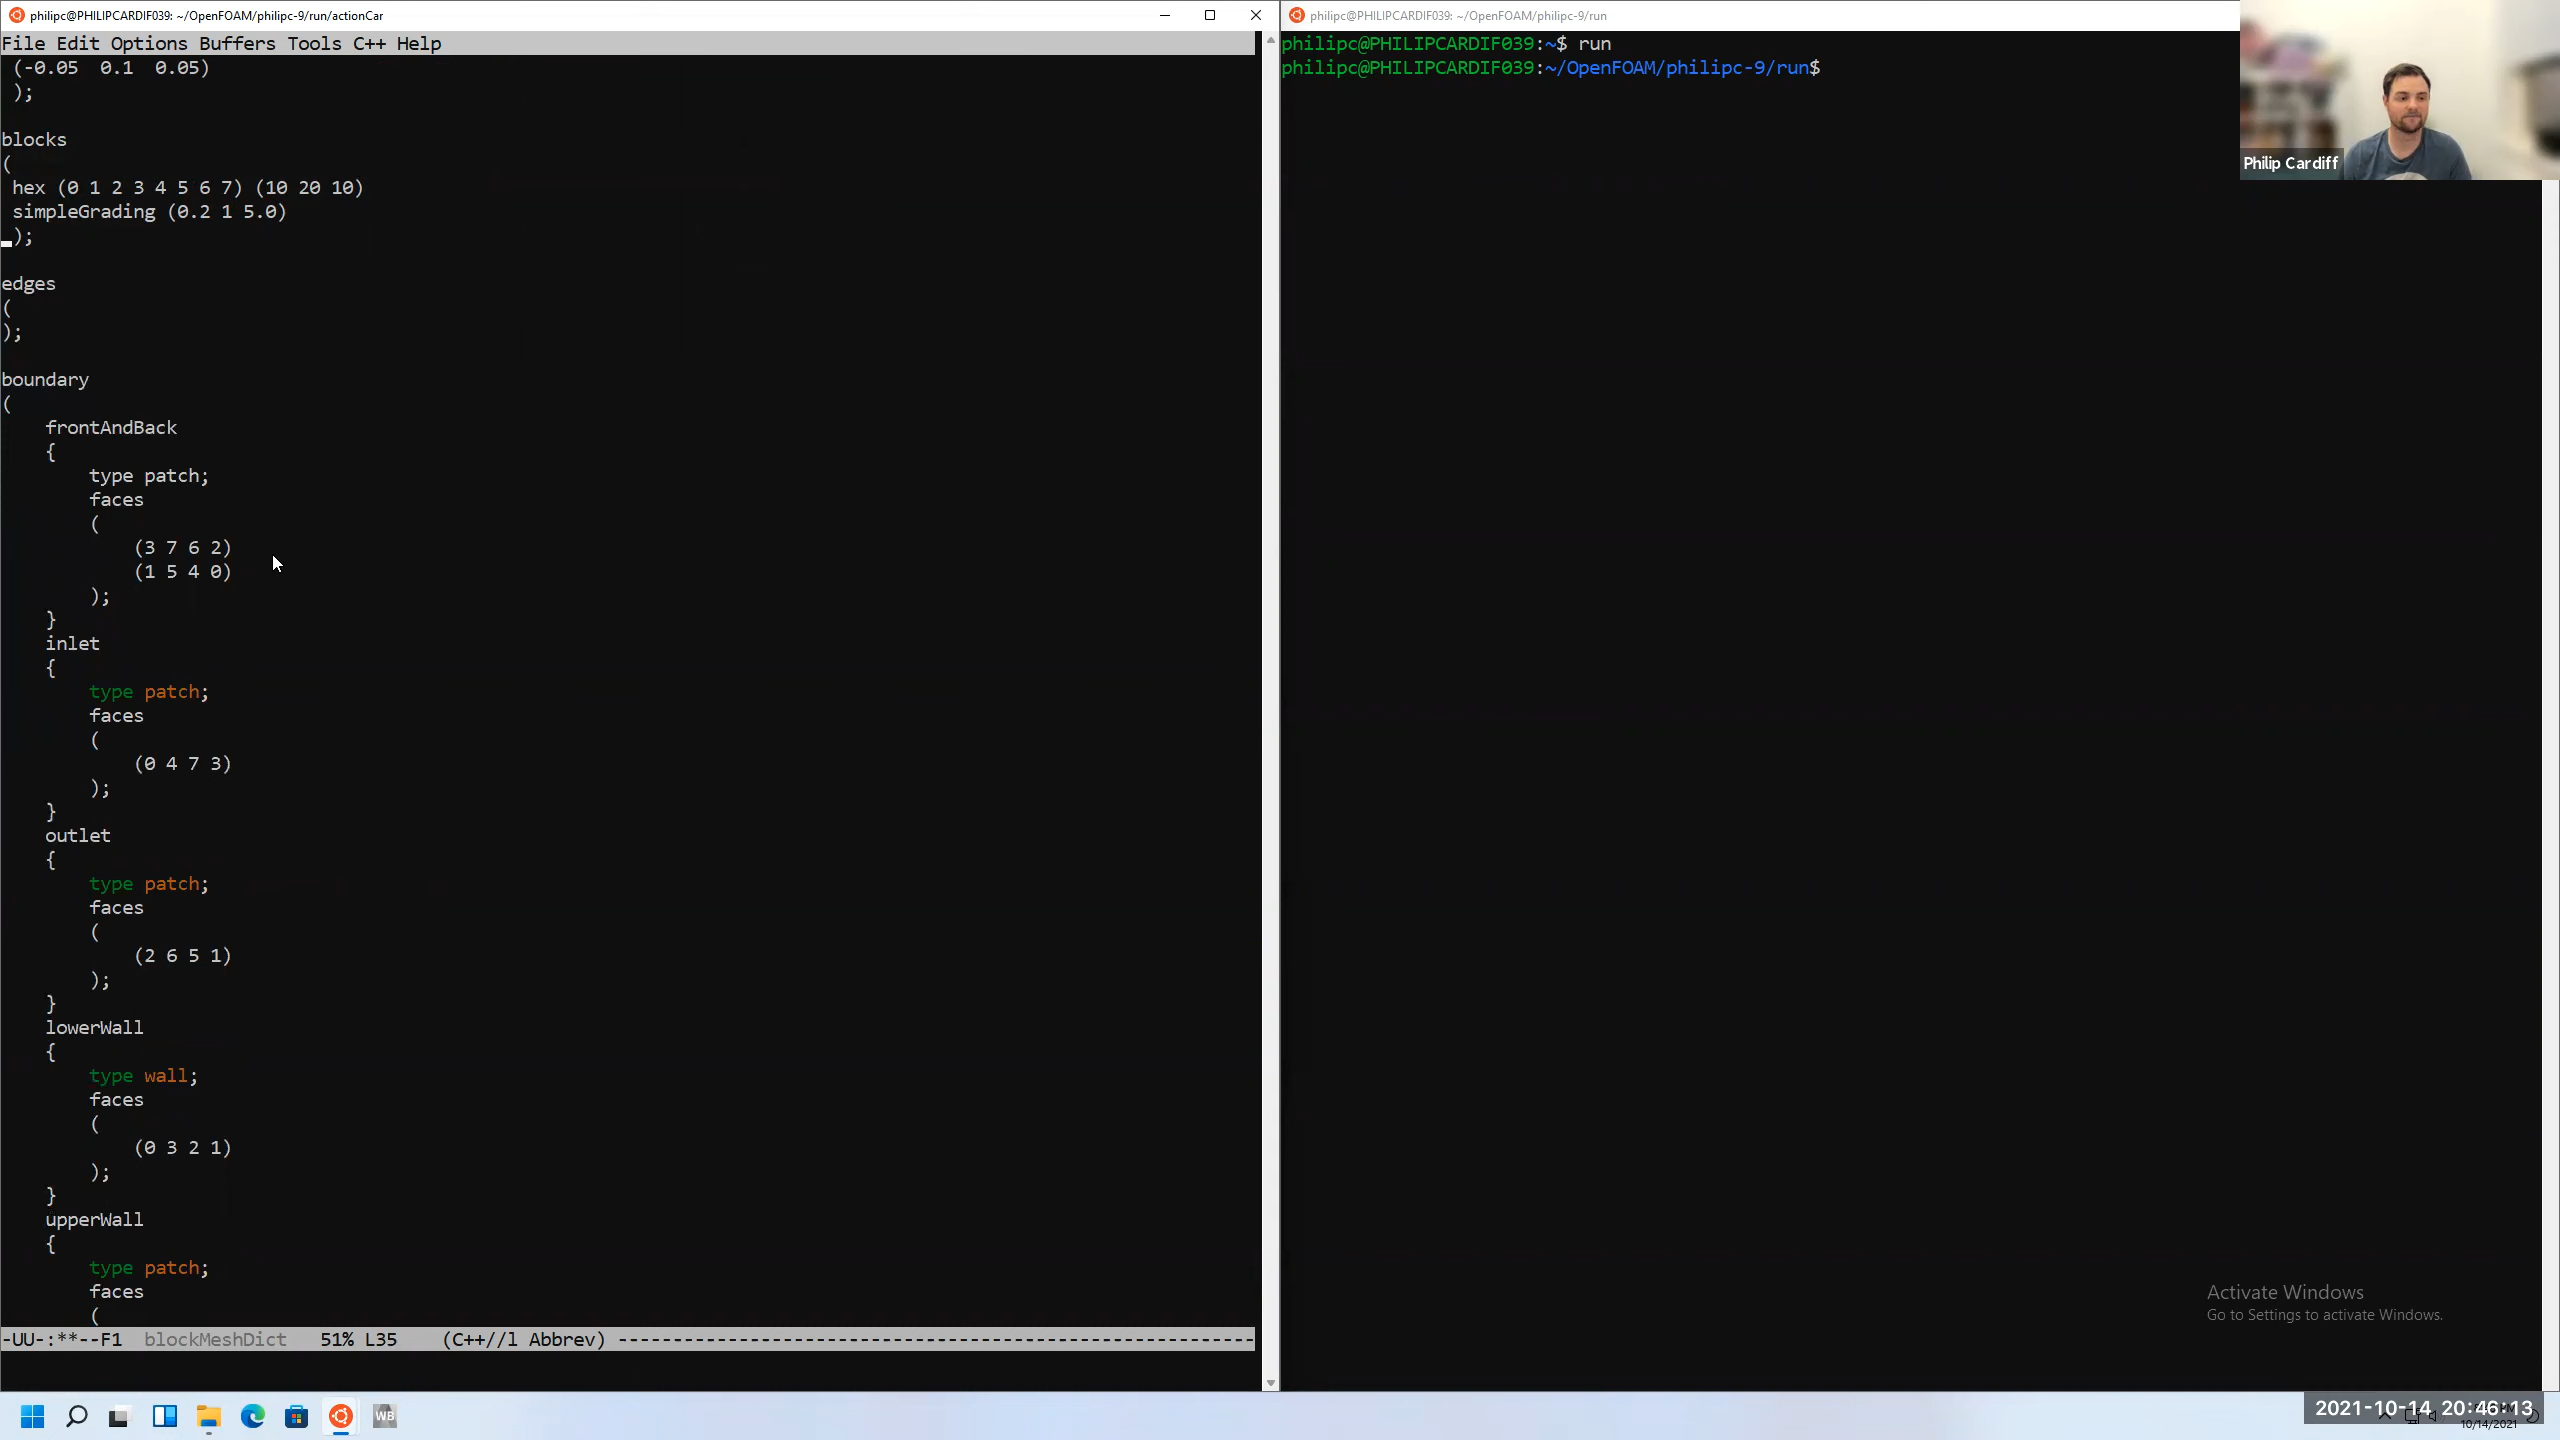 philipc@PHILIPCARDIF039: ~/OpenFOAM/philipc-9/run/actionCar
File Edit Options Buffers Tools C++ Help
(-0.05  0.1  0.05)
);
blocks
(
hex (0 1 2 3 4 5 6 7) (10 20 10)
simpleGrading (0.2 1 5.0)
);
edges
(
);
boundary
(
frontAndBack
{
type patch;
faces
(
(3 7 6 2)
(1 5 4 0)
);
}
inlet
{
type patch;
faces
(
(0 4 7 3)
);
}
outlet
{
type patch;
faces
(
(2 6 5 1)
);
}
lowerWall
{
type wall;
faces
(
(0 3 2 1)
);
}
upperWall
{
type patch;
faces
(
-UU-:**--F1  blockMeshDict   51% L35    (C++//l Abbrev) ----------------------------------------------------------
philipc@PHILIPCARDIF039: ~/OpenFOAM/philipc-9/run
philipc@PHILIPCARDIF039:~$ run
philipc@PHILIPCARDIF039:~/OpenFOAM/philipc-9/run$
Philip Cardiff
Activate Windows
Go to Settings to activate Windows.
WB
2021-10-14 20:46:13
10/14/2021